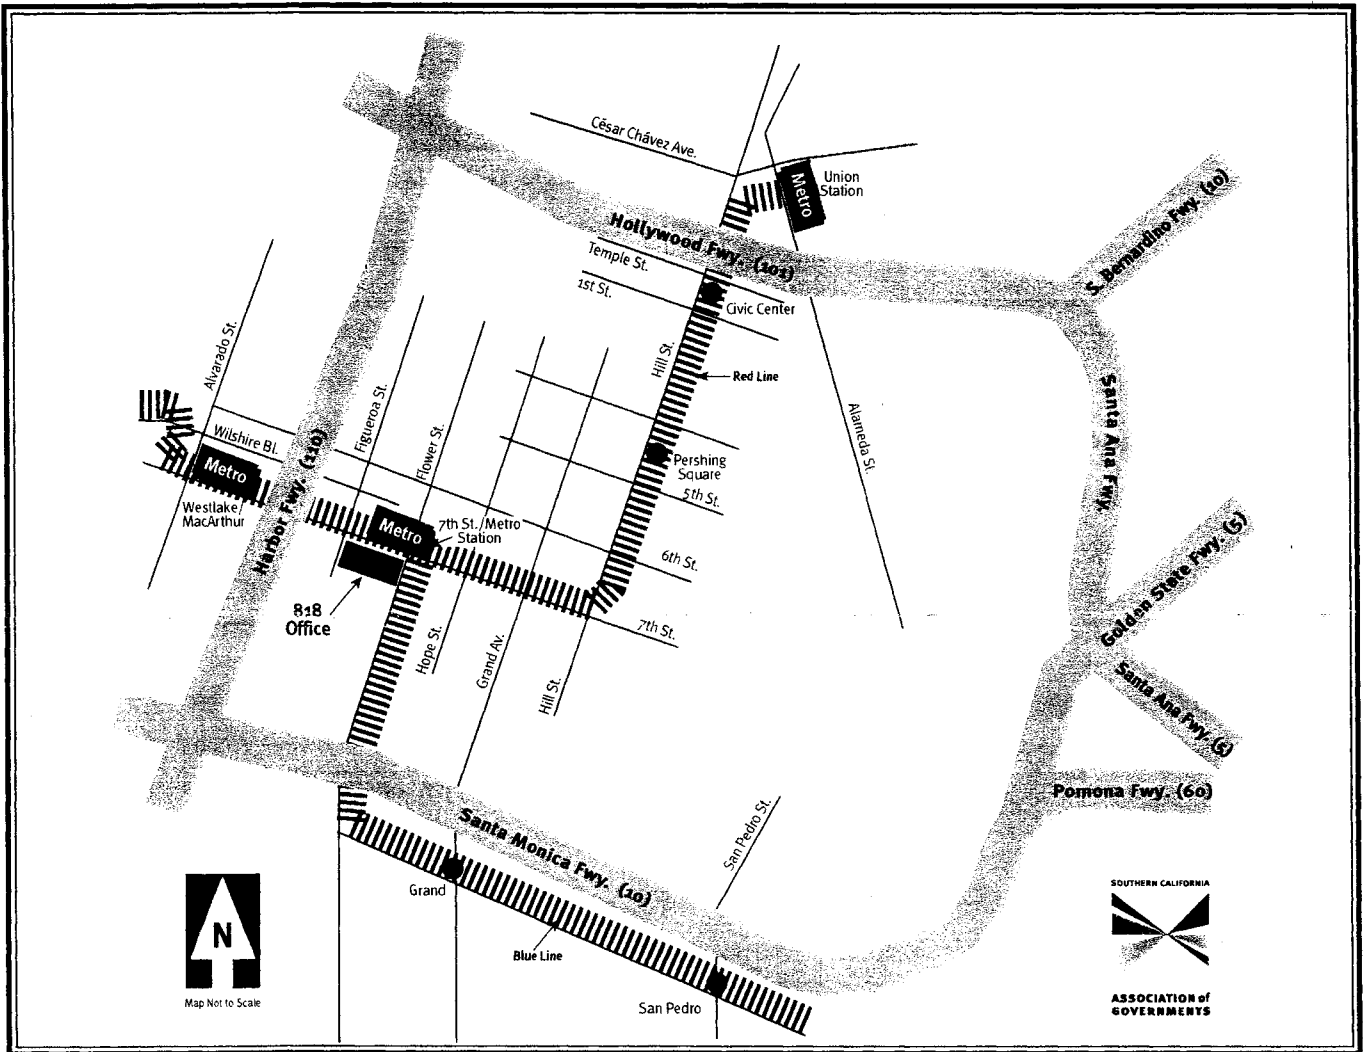 César Chávez Ave.
Metro
Union
Station
S. Bernardino Fwy. (10)
Hollywood Fwy. (101)
Temple St.
1st St.
Civic Center
Hill St.
Red Line
Alvarado St.
Figueroa St.
Flower St.
Alameda St.
Santa Ana Fwy.
Wilshire Bl.
Metro
Westlake/
MacArthur
Harbor Fwy. (110)
Pershing
Square
5th St.
Metro
7th St./Metro
Station
6th St.
818
Office
7th St.
Hope St.
Grand Av.
Hill St.
Golden State Fwy. (5)
Santa Ana Fwy. (5)
Pomona Fwy. (60)
Santa Monica Fwy. (10)
San Pedro St.
Grand
Blue Line
San Pedro
N
Map Not to Scale
SOUTHERN CALIFORNIA
ASSOCIATION of
GOVERNMENTS